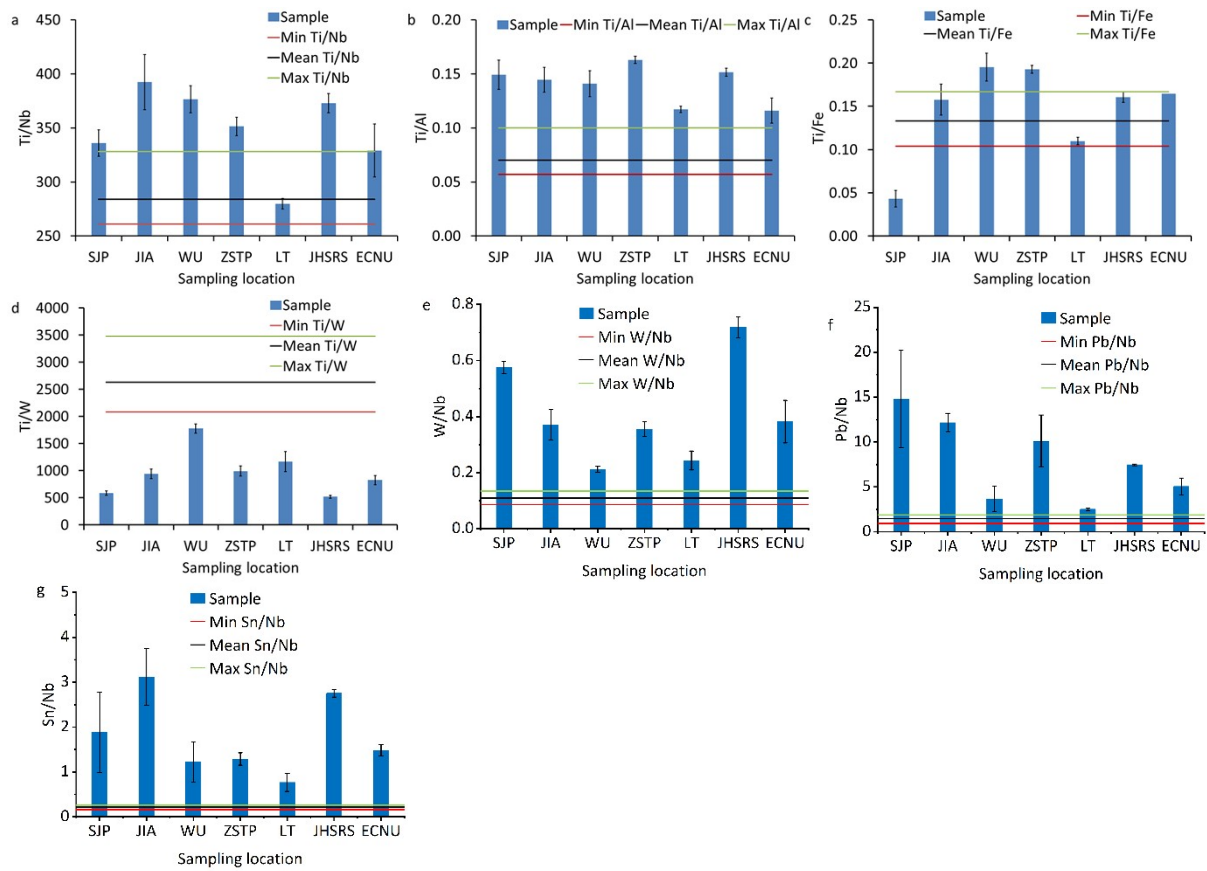 a
Ti/Nb
450
400
350
300
250
Sample
Min Ti/Nb
Mean Ti/Nb
Max Ti/Nb
SJP JIA WU ZSTP LT JHSRS ECNU
Sampling location
b
Ti/Al
0.20
0.15
0.10
0.05
0.00
Sample Min Ti/Al Mean Ti/Al Max Ti/Al
SJP JIA WU ZSTP LT JHSRS ECNU
Sampling location
c
Ti/Fe
0.25
0.20
0.15
0.10
0.05
0.00
Sample Min Ti/Fe
Mean Ti/Fe Max Ti/Fe
SJP JIA WU ZSTP LT JHSRS ECNU
Sampling location
d
Ti/W
4000
3500
3000
2500
2000
1500
1000
500
0
Sample
Min Ti/W
Mean Ti/W
Max Ti/W
SJP JIA WU ZSTP LT JHSRS ECNU
Sampling location
e
W/Nb
0.8
0.6
0.4
0.2
0.0
Sample
Min W/Nb
Mean W/Nb
Max W/Nb
SJP JIA WU ZSTP LT JHSRS ECNU
Sampling location
f
Pb/Nb
25
20
15
10
5
0
Sample
Min Pb/Nb
Mean Pb/Nb
Max Pb/Nb
SJP JIA WU ZSTP LT JHSRS ECNU
Sampling location
g
Sn/Nb
5
4
3
2
1
0
Sample
Min Sn/Nb
Mean Sn/Nb
Max Sn/Nb
SJP JIA WU ZSTP LT JHSRS ECNU
Sampling location